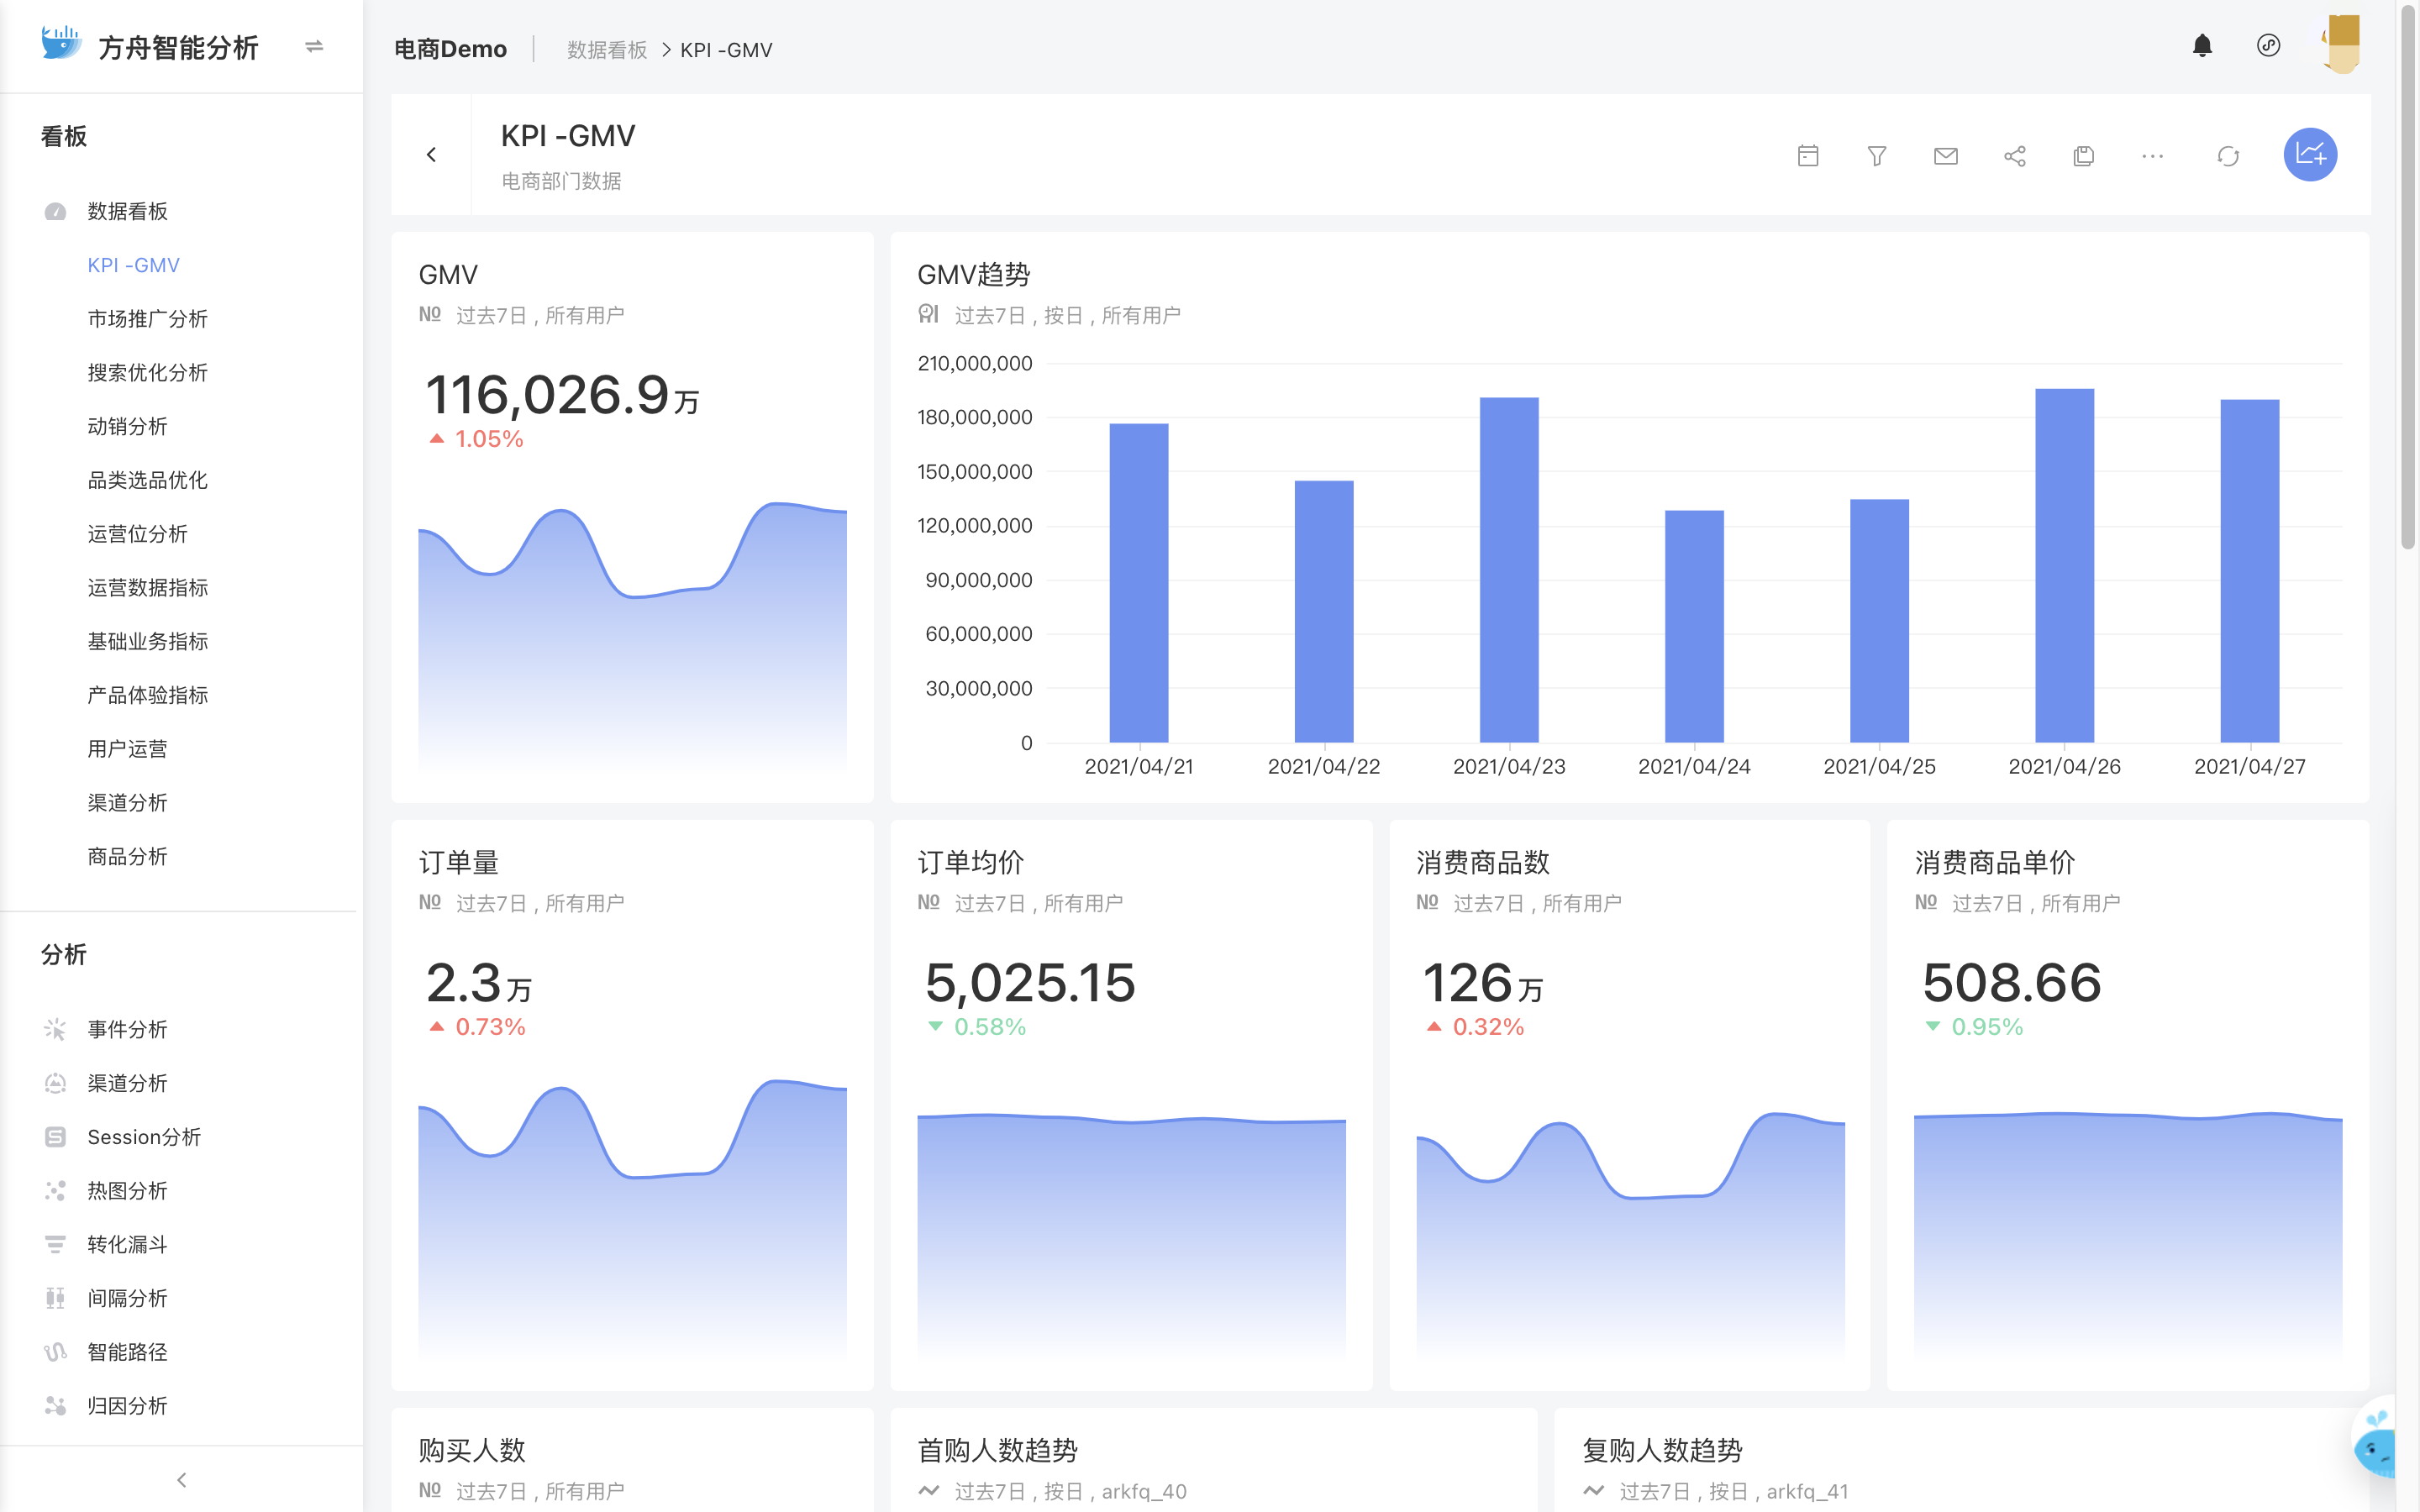 方舟智能分析
看板
数据看板
KPI -GMV
市场推广分析
搜索优化分析
动销分析
品类选品优化
运营位分析
运营数据指标
基础业务指标
产品体验指标
用户运营
渠道分析
商品分析
分析
事件分析
渠道分析
Session分析
热图分析
转化漏斗
间隔分析
智能路径
归因分析
电商Demo
数据看板 > KPI -GMV
KPI -GMV
电商部门数据
GMV
№ 过去7日 , 所有用户
116,026.9万
1.05%
GMV趋势
过去7日 , 按日 , 所有用户
210,000,000
180,000,000
150,000,000
120,000,000
90,000,000
60,000,000
30,000,000
0
2021/04/21 2021/04/22 2021/04/23 2021/04/24 2021/04/25 2021/04/26 2021/04/27
订单量
№ 过去7日 , 所有用户
2.3万
0.73%
订单均价
№ 过去7日 , 所有用户
5,025.15
0.58%
消费商品数
№ 过去7日 , 所有用户
126万
0.32%
消费商品单价
№ 过去7日 , 所有用户
508.66
0.95%
购买人数
№ 过去7日 , 所有用户
首购人数趋势
过去7日 , 按日 , arkfq_40
复购人数趋势
过去7日 , 按日 , arkfq_41